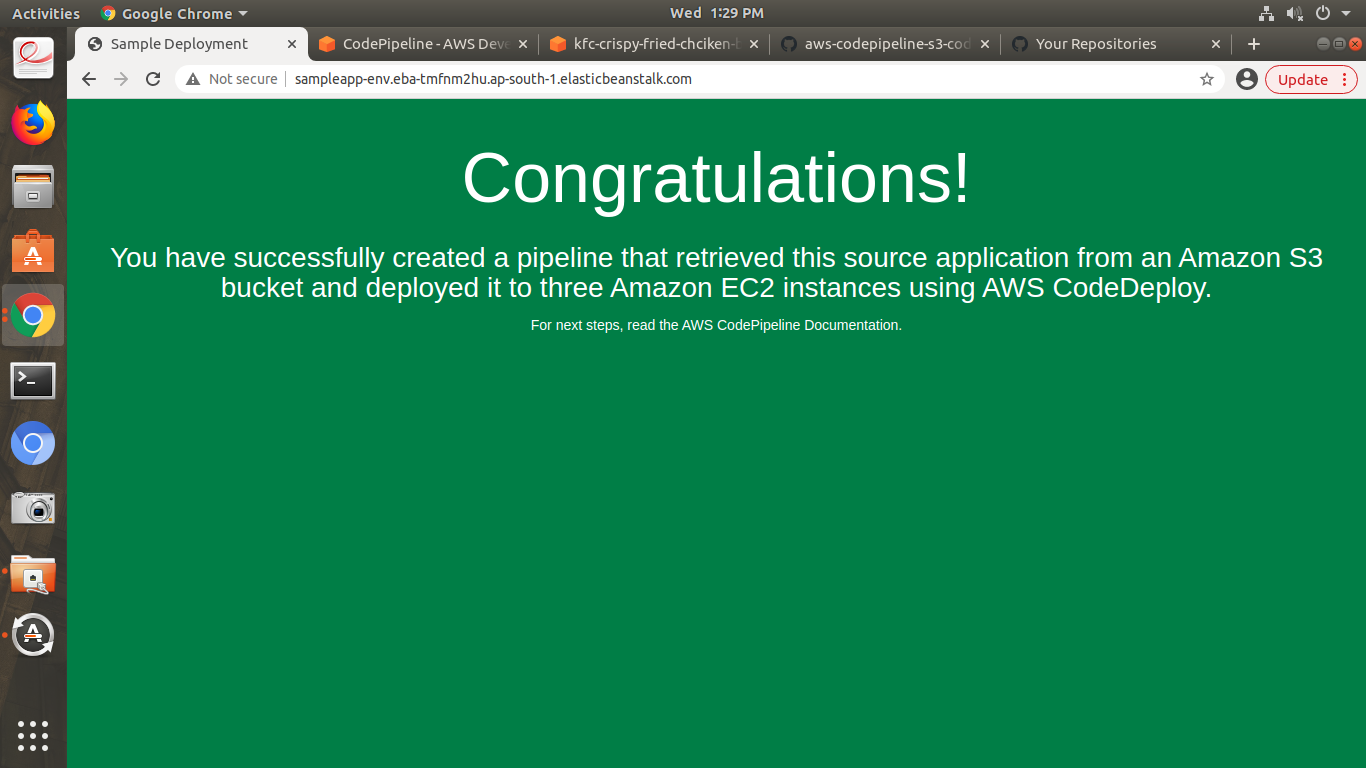 Activities
Google Chrome
Wed 1:29 PM
Sample Deployment
CodePipeline - AWS Deve
kfc-crispy-fried-chciken-b
aws-codepipeline-s3-cod
Your Repositories
Not secure
sampleapp-env.eba-tmfnm2hu.ap-south-1.elasticbeanstalk.com
Update
Congratulations!
You have successfully created a pipeline that retrieved this source application from an Amazon S3
bucket and deployed it to three Amazon EC2 instances using AWS CodeDeploy.
For next steps, read the AWS CodePipeline Documentation.